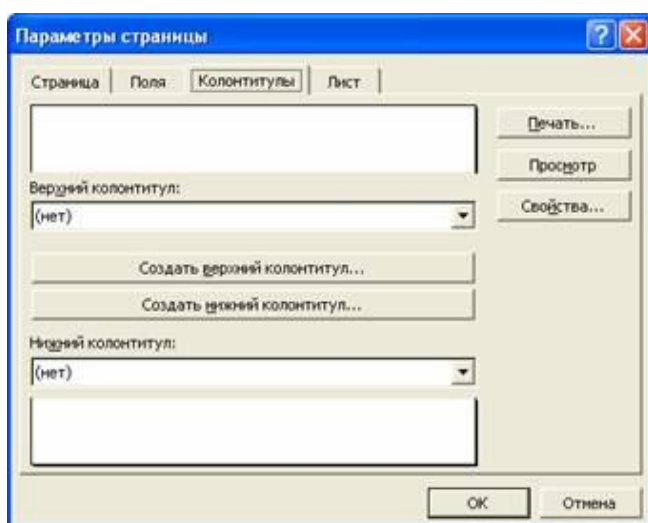 Параметры страницы
Страница Поля Колонтитулы Лист
Печать...
Просмотр
Верхний колонтитул:
(нет)
Свойства...
Создать верхний колонтитул...
Создать нижний колонтитул...
Нижний колонтитул:
(нет)
OK Отмена